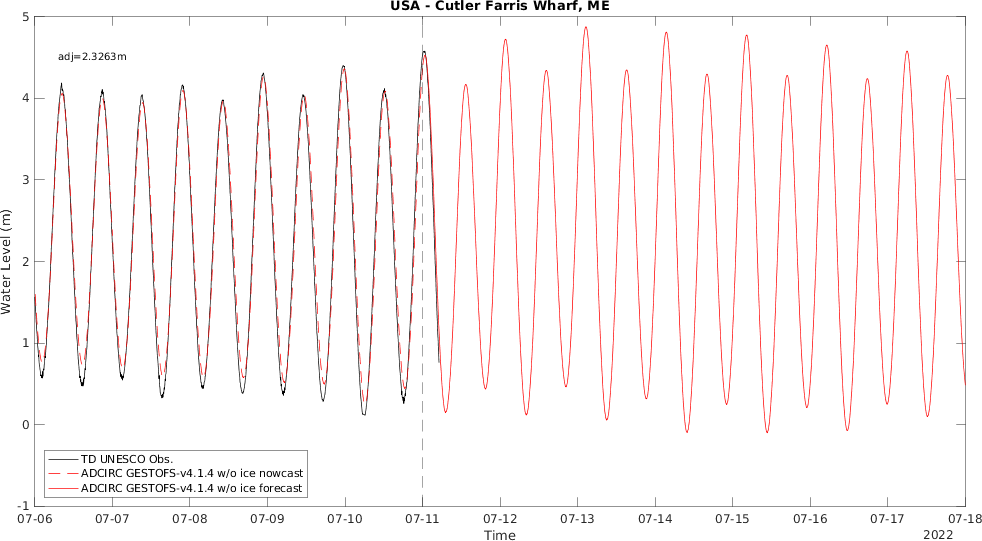 USA - Cutler Farris Wharf, ME
5
adj=2.3263m
4
3
2
1
0
-1
Water Level (m)
TD UNESCO Obs.
ADCIRC GESTOFS-v4.1.4 w/o ice nowcast
ADCIRC GESTOFS-v4.1.4 w/o ice forecast
07-06 07-07 07-08 07-09 07-10 07-11 07-12 07-13 07-14 07-15 07-16 07-17 07-18
Time
2022